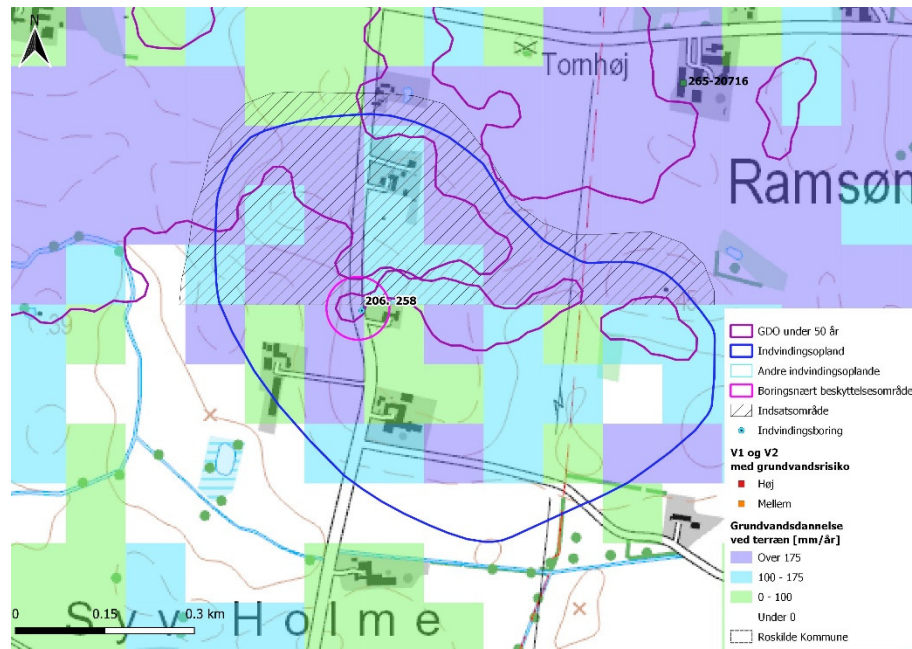 N
Tornhøj
265-20716
Ramsøn
206. 258
39
45
GDO under 50 år
Indvindingsopland
Andre indvindingsoplande
Boringsnært beskyttelsesområde
Indsatsområde
Indvindingsboring
V1 og V2
med grundvandsrisiko
Høj
Mellem
Grundvandsdannelse
ved terræn [mm/år]
Over 175
100 - 175
0 - 100
Under 0
Roskilde Kommune
0 0.15 0.3 km
Syv Holme